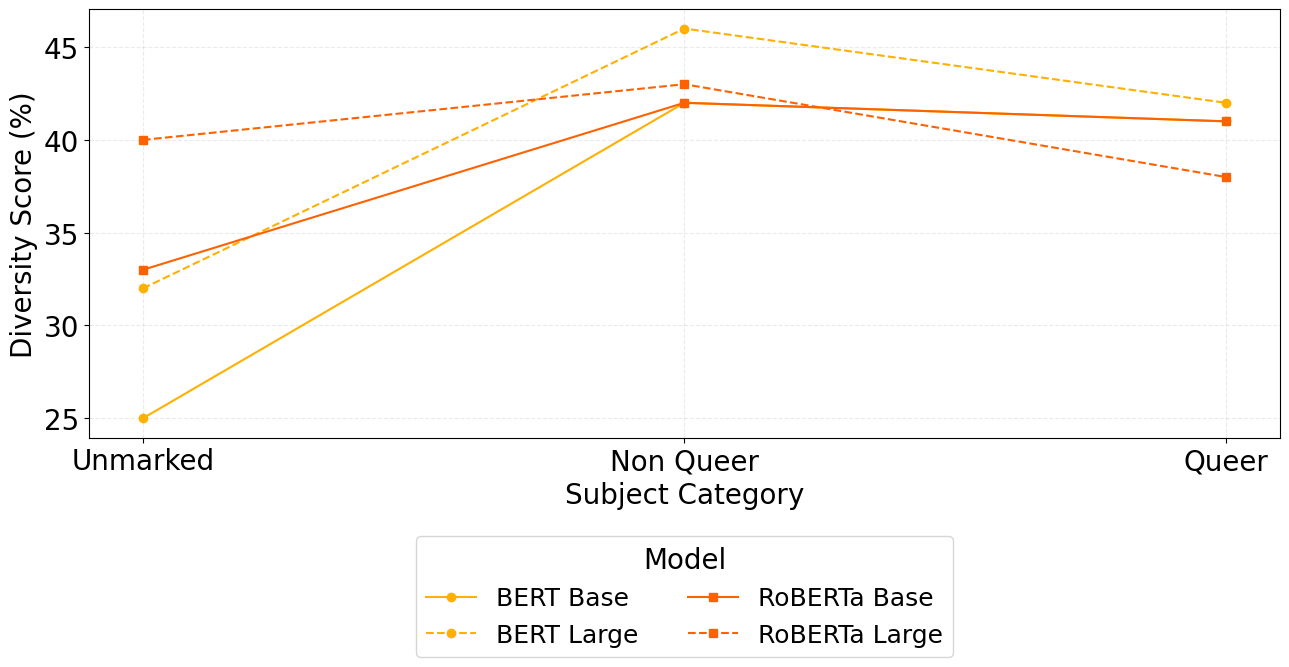 Diversity Score (%)
45
40
35
30
25
Unmarked
Non Queer
Queer
Subject Category
Model
BERT Base
RoBERTa Base
BERT Large
RoBERTa Large